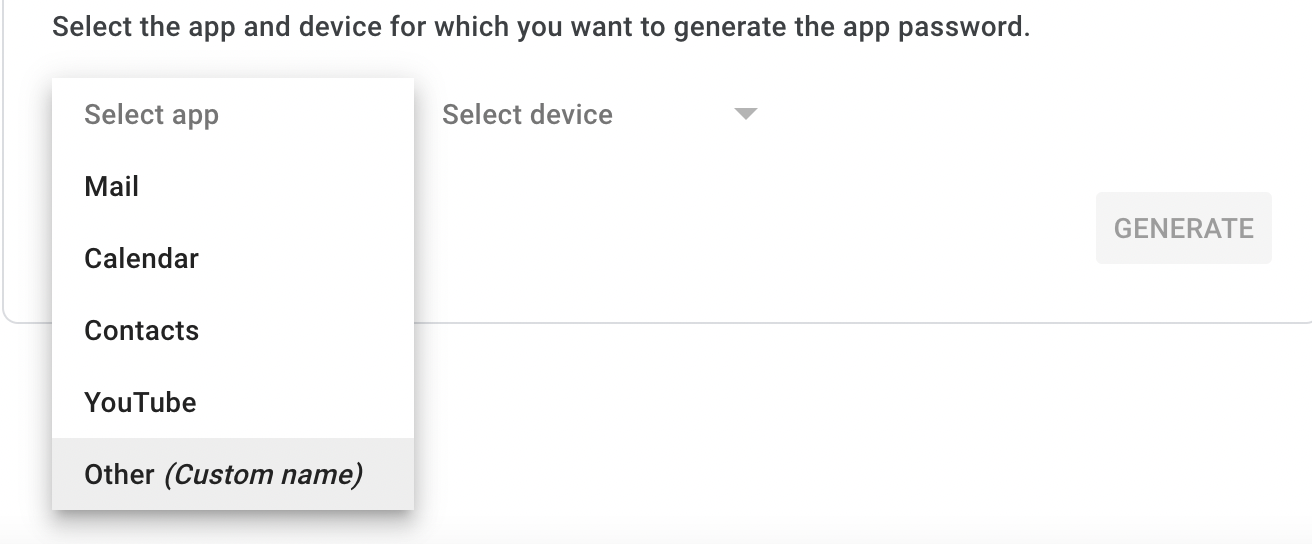 Select the app and device for which you want to generate the app password.
Select app
Select device
Mail
Calendar
GENERATE
Contacts
YouTube
Other (Custom name)